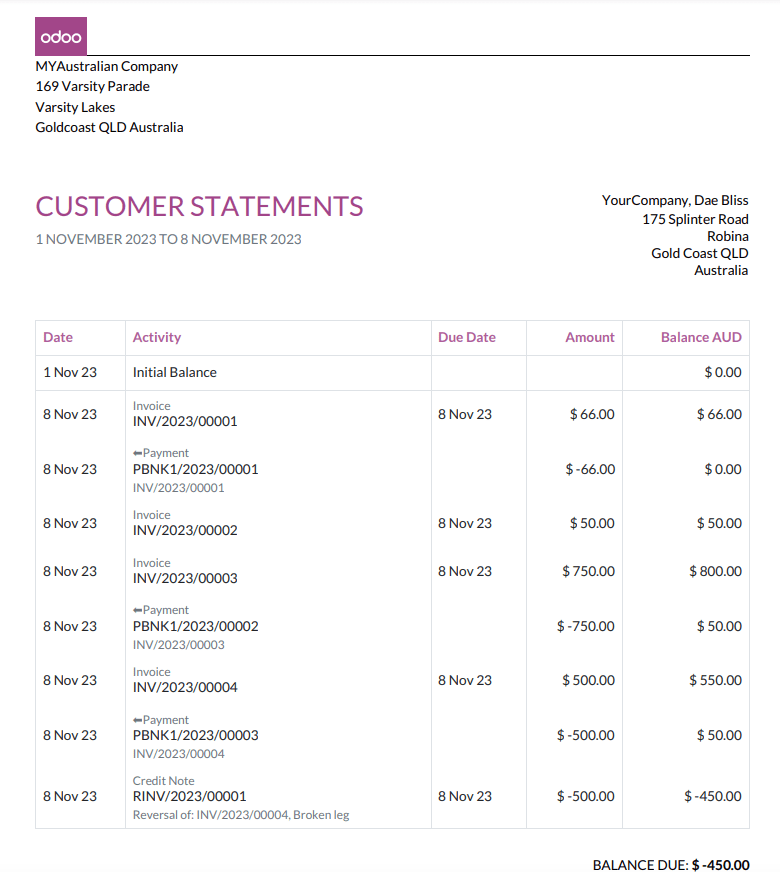 odoo
MYAustralian Company
169 Varsity Parade
Varsity Lakes
Goldcoast QLD Australia
CUSTOMER STATEMENTS
1 NOVEMBER 2023 TO 8 NOVEMBER 2023
YourCompany, Dae Bliss
175 Splinter Road
Robina
Gold Coast QLD
Australia
Date Activity Due Date Amount Balance AUD
1 Nov 23 Initial Balance $ 0.00
Invoice
8 Nov 23 INV/2023/00001 8 Nov 23 $ 66.00 $ 66.00
⬅Payment
8 Nov 23 PBNK1/2023/00001 $ -66.00 $ 0.00
INV/2023/00001
Invoice
8 Nov 23 INV/2023/00002 8 Nov 23 $ 50.00 $ 50.00
Invoice
8 Nov 23 INV/2023/00003 8 Nov 23 $ 750.00 $ 800.00
⬅Payment
8 Nov 23 PBNK1/2023/00002 $ -750.00 $ 50.00
INV/2023/00003
Invoice
8 Nov 23 INV/2023/00004 8 Nov 23 $ 500.00 $ 550.00
⬅Payment
8 Nov 23 PBNK1/2023/00003 $ -500.00 $ 50.00
INV/2023/00004
Credit Note
8 Nov 23 RINV/2023/00001 8 Nov 23 $ -500.00 $ -450.00
Reversal of: INV/2023/00004, Broken leg
BALANCE DUE: $ -450.00